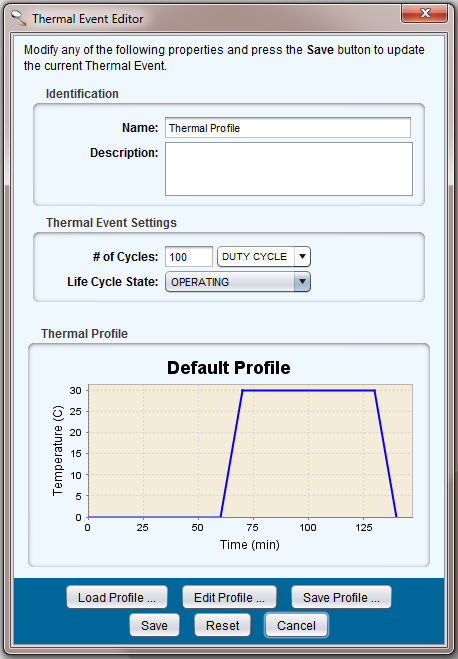 Thermal Event Editor
Modify any of the following properties and press the Save button to update
the current Thermal Event.
Identification
Name: Thermal Profile
Description:
Thermal Event Settings
# of Cycles: 100 DUTY CYCLE
Life Cycle State: OPERATING
Thermal Profile
Default Profile
Temperature (C)
30
25
20
15
10
5
0
0 25 50 75 100 125
Time (min)
Load Profile ... Edit Profile ... Save Profile ...
Save Reset Cancel